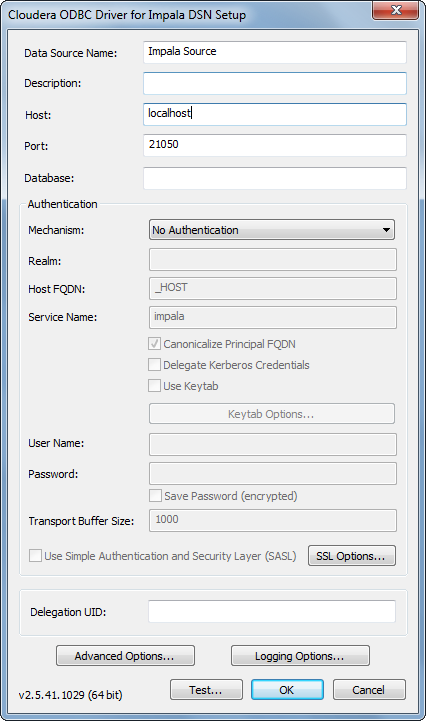 Cloudera ODBC Driver for Impala DSN Setup
Data Source Name: Impala Source
Description:
Host: localhost
Port: 21050
Database:
Authentication
Mechanism: No Authentication
Realm:
Host FQDN: _HOST
Service Name: impala
Canonicalize Principal FQDN
Delegate Kerberos Credentials
Use Keytab
Keytab Options...
User Name:
Password:
Save Password (encrypted)
Transport Buffer Size: 1000
Use Simple Authentication and Security Layer (SASL) SSL Options...
Delegation UID:
Advanced Options... Logging Options...
v2.5.41.1029 (64 bit) Test... OK Cancel